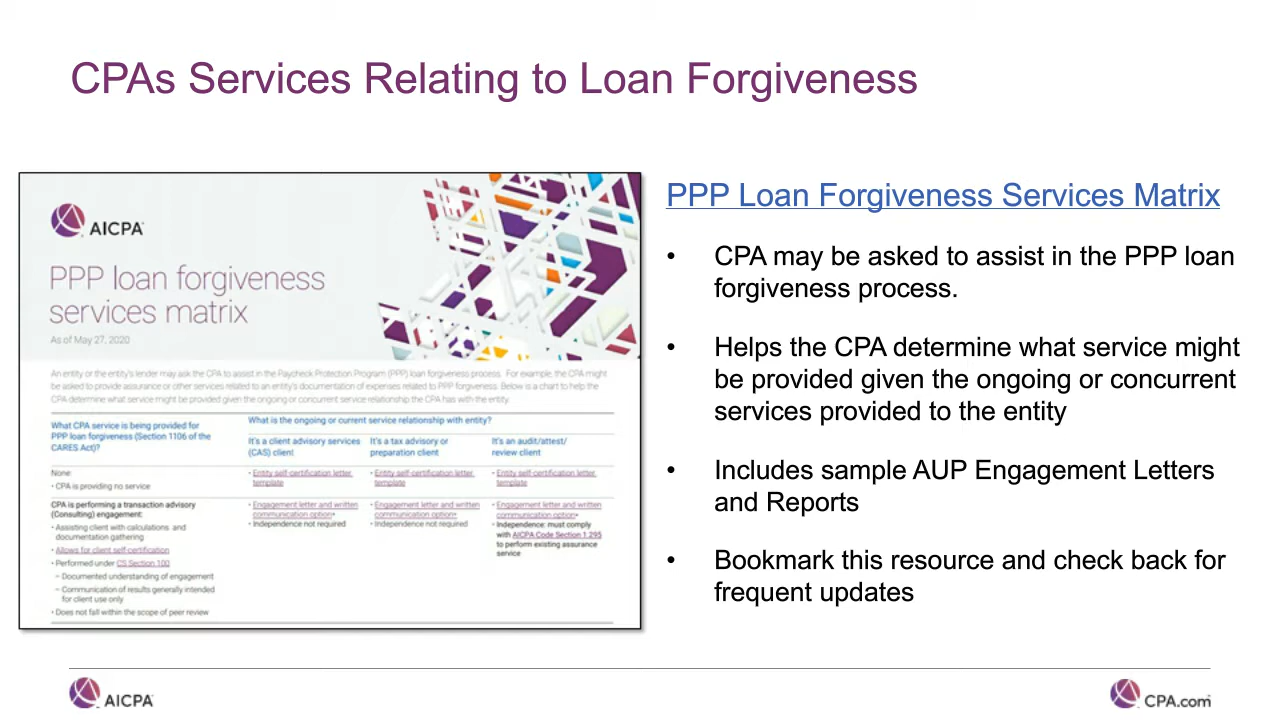 CPAs Services Relating to Loan Forgiveness
AICPA
PPP loan forgiveness
services matrix
As of May 27, 2020
An entity or the entity's lender may ask the CPA to assist in the Paycheck Protection Program (PPP) loan forgiveness process. For example, the CPA might
be asked to provide assurance or other services related to an entity's documentation of expenses related to PPP forgiveness. Below is a chart to help the
CPA determine what service might be provided given the ongoing or concurrent service relationship the CPA has with the entity.
What CPA service is being provided for
PPP loan forgiveness (Section 1106 of the
CARES Act)?
What is the ongoing or current service relationship with entity?
It's a client advisory services
(CAS) client
It's a tax advisory or
preparation client
It's an audit/attest/
review client
None:
• CPA is providing no service
• Entity self-certification letter
template
• Entity self-certification letter
template
• Entity self-certification letter
template
CPA is performing a transaction advisory
(Consulting) engagement:
• Assisting client with calculations and
documentation gathering
• Allows for client self-certification
• Performed under CS Section 100
– Documented understanding of engagement
– Communication of results generally intended
for client use only
• Does not fall within the scope of peer review
• Engagement letter and written
communication option*
• Independence not required
• Engagement letter and written
communication option*
• Independence not required
• Engagement letter and written
communication option*
• Independence: must comply
with AICPA Code Section 1.295
to perform existing assurance
service
PPP Loan Forgiveness Services Matrix
• CPA may be asked to assist in the PPP loan
forgiveness process.
• Helps the CPA determine what service might
be provided given the ongoing or concurrent
services provided to the entity
• Includes sample AUP Engagement Letters
and Reports
• Bookmark this resource and check back for
frequent updates
AICPA
CPA.com